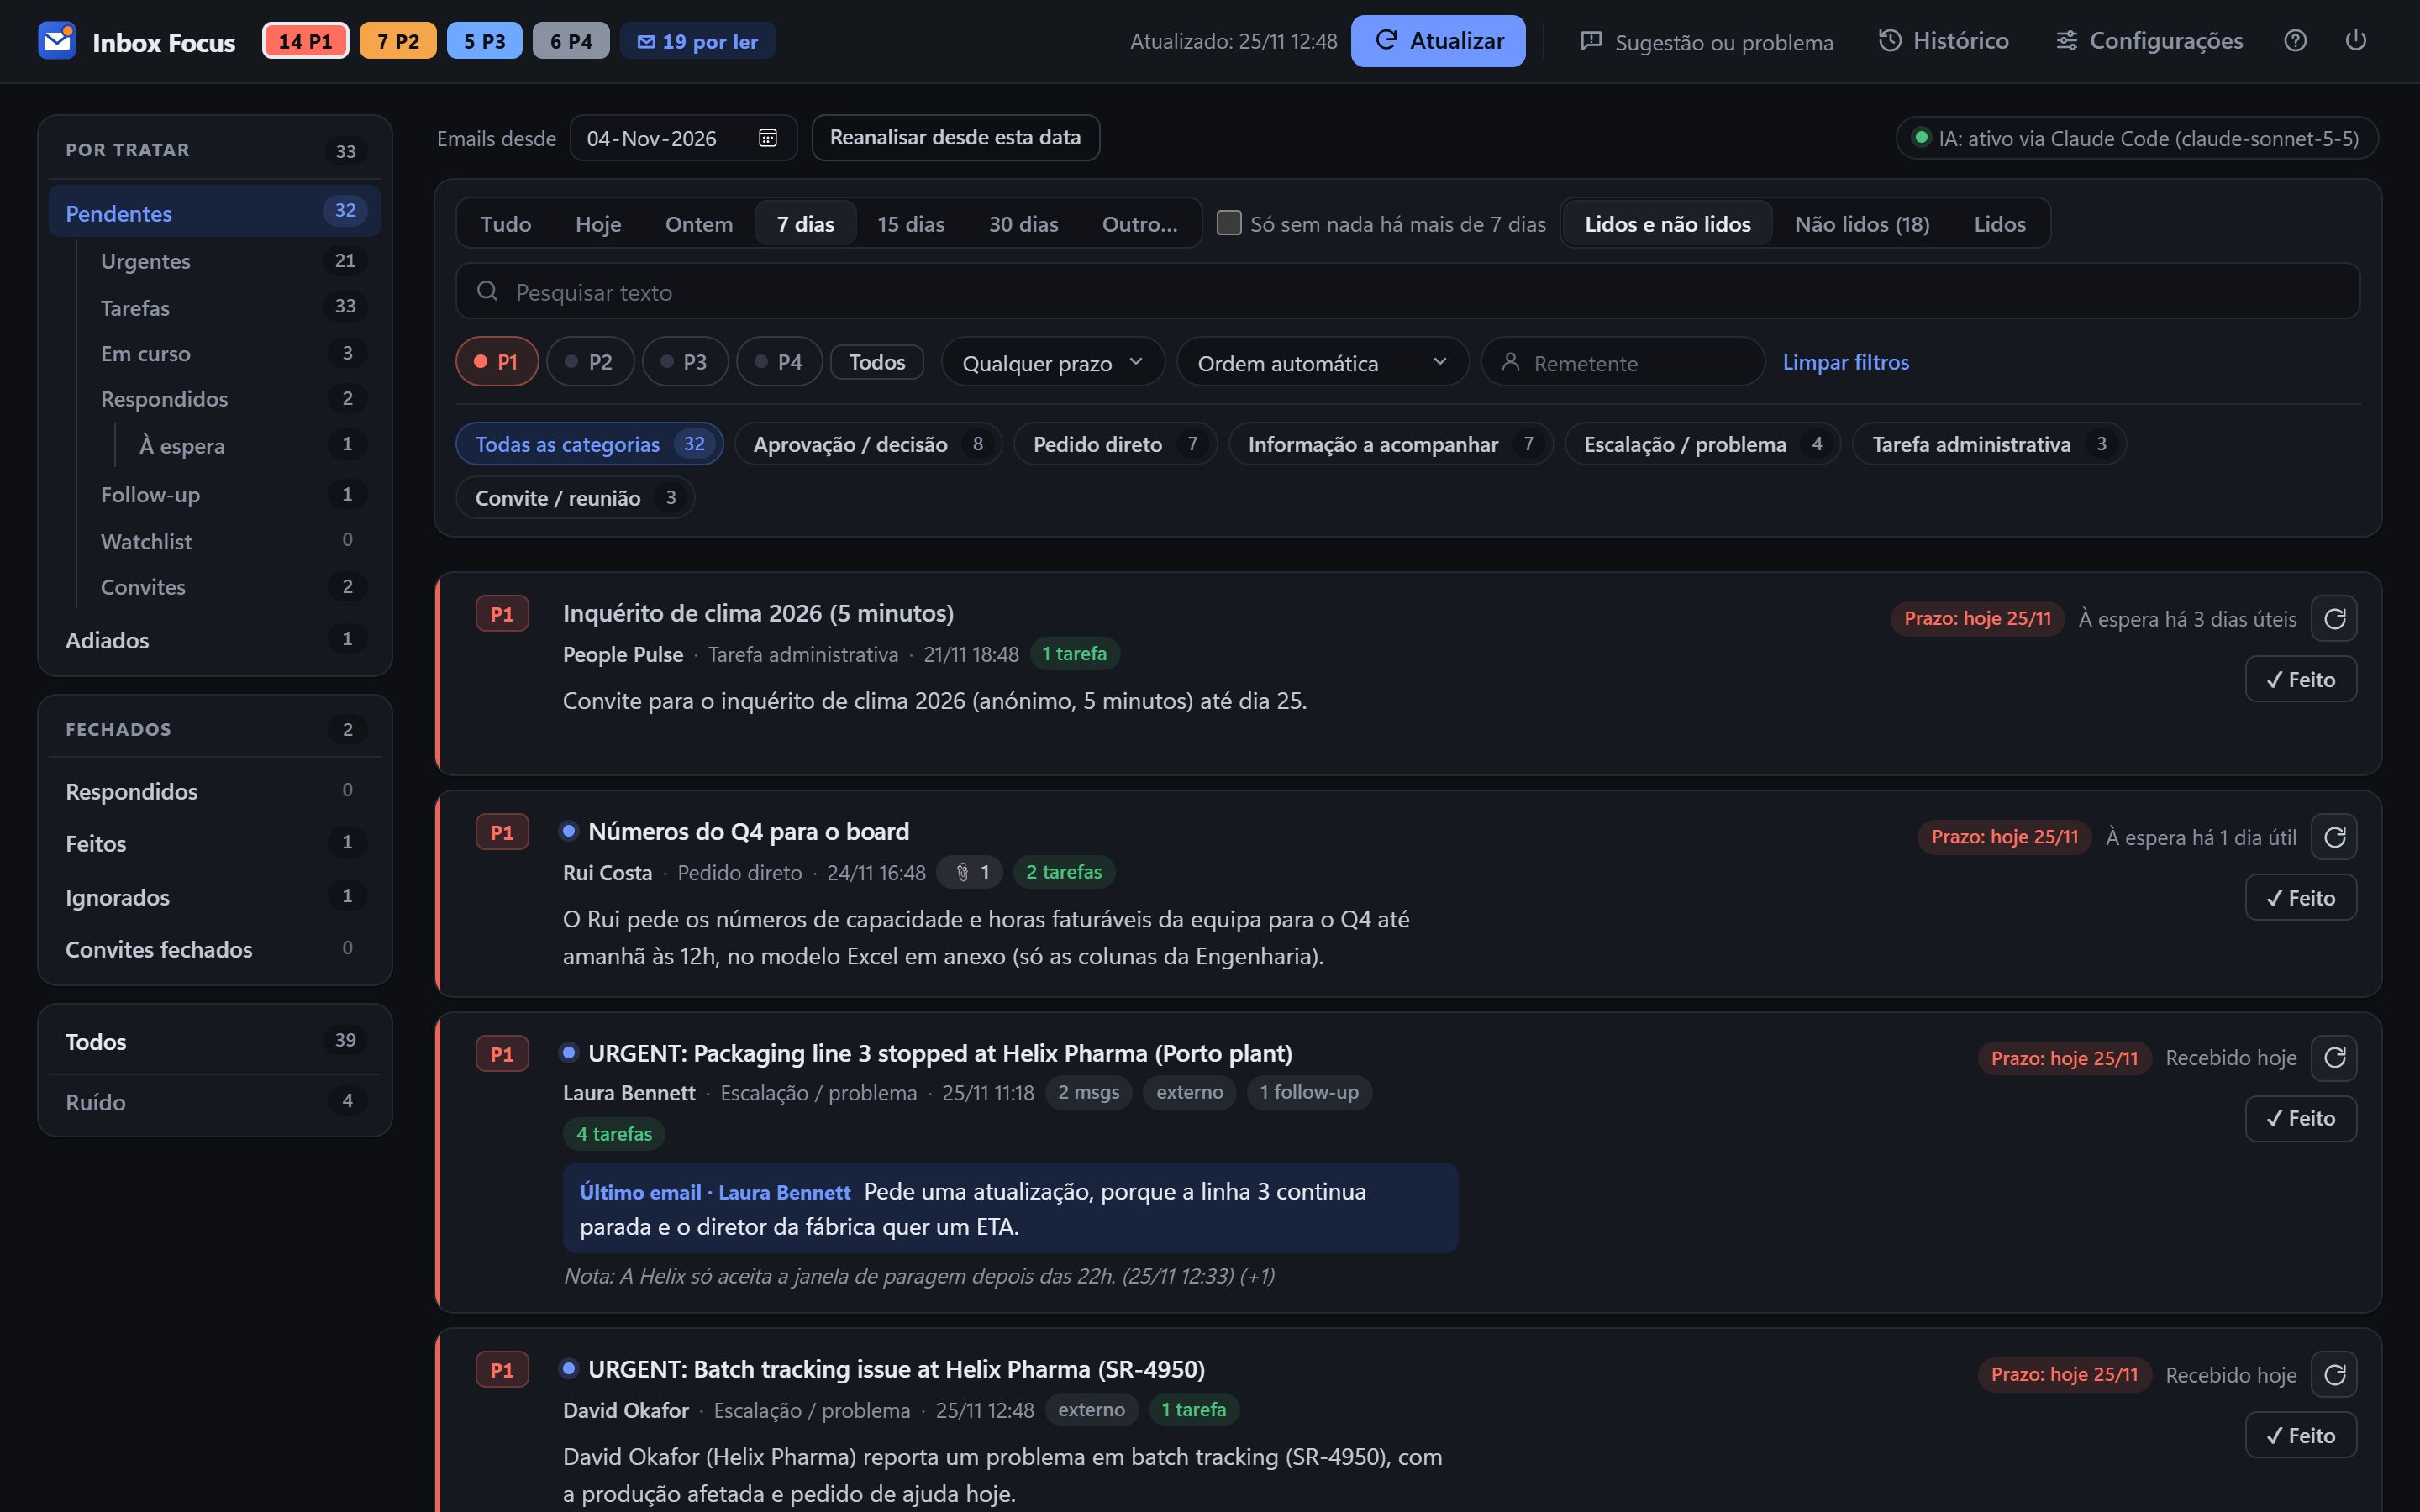 Inbox Focus 14 P1 7 P2 5 P3 6 P4 19 por ler Atualizado: 25/11 12:48 Atualizar Sugestão ou problema Histórico Configurações
POR TRATAR 33
Pendentes 32
Urgentes 21
Tarefas 33
Em curso 3
Respondidos 2
À espera 1
Follow-up 1
Watchlist 0
Convites 2
Adiados 1
FECHADOS 2
Respondidos 0
Feitos 1
Ignorados 1
Convites fechados 0
Todos 39
Ruído 4
Emails desde 04-Nov-2026 Reanalisar desde esta data IA: ativo via Claude Code (claude-sonnet-5-5)
Tudo Hoje Ontem 7 dias 15 dias 30 dias Outro... Só sem nada há mais de 7 dias Lidos e não lidos Não lidos (18) Lidos
Pesquisar texto
P1 P2 P3 P4 Todos Qualquer prazo Ordem automática Remetente Limpar filtros
Todas as categorias 32 Aprovação / decisão 8 Pedido direto 7 Informação a acompanhar 7 Escalação / problema 4 Tarefa administrativa 3
Convite / reunião 3
P1 Inquérito de clima 2026 (5 minutos) Prazo: hoje 25/11 À espera há 3 dias úteis
People Pulse · Tarefa administrativa · 21/11 18:48 1 tarefa
✓ Feito
Convite para o inquérito de clima 2026 (anónimo, 5 minutos) até dia 25.
P1 Números do Q4 para o board Prazo: hoje 25/11 À espera há 1 dia útil
Rui Costa · Pedido direto · 24/11 16:48 1 2 tarefas
✓ Feito
O Rui pede os números de capacidade e horas faturáveis da equipa para o Q4 até
amanhã às 12h, no modelo Excel em anexo (só as colunas da Engenharia).
P1 URGENT: Packaging line 3 stopped at Helix Pharma (Porto plant) Prazo: hoje 25/11 Recebido hoje
Laura Bennett · Escalação / problema · 25/11 11:18 2 msgs externo 1 follow-up
✓ Feito
4 tarefas
Último email · Laura Bennett Pede uma atualização, porque a linha 3 continua
parada e o diretor da fábrica quer um ETA.
Nota: A Helix só aceita a janela de paragem depois das 22h. (25/11 12:33) (+1)
P1 URGENT: Batch tracking issue at Helix Pharma (SR-4950) Prazo: hoje 25/11 Recebido hoje
David Okafor · Escalação / problema · 25/11 12:48 externo 1 tarefa
✓ Feito
David Okafor (Helix Pharma) reporta um problema em batch tracking (SR-4950), com
a produção afetada e pedido de ajuda hoje.